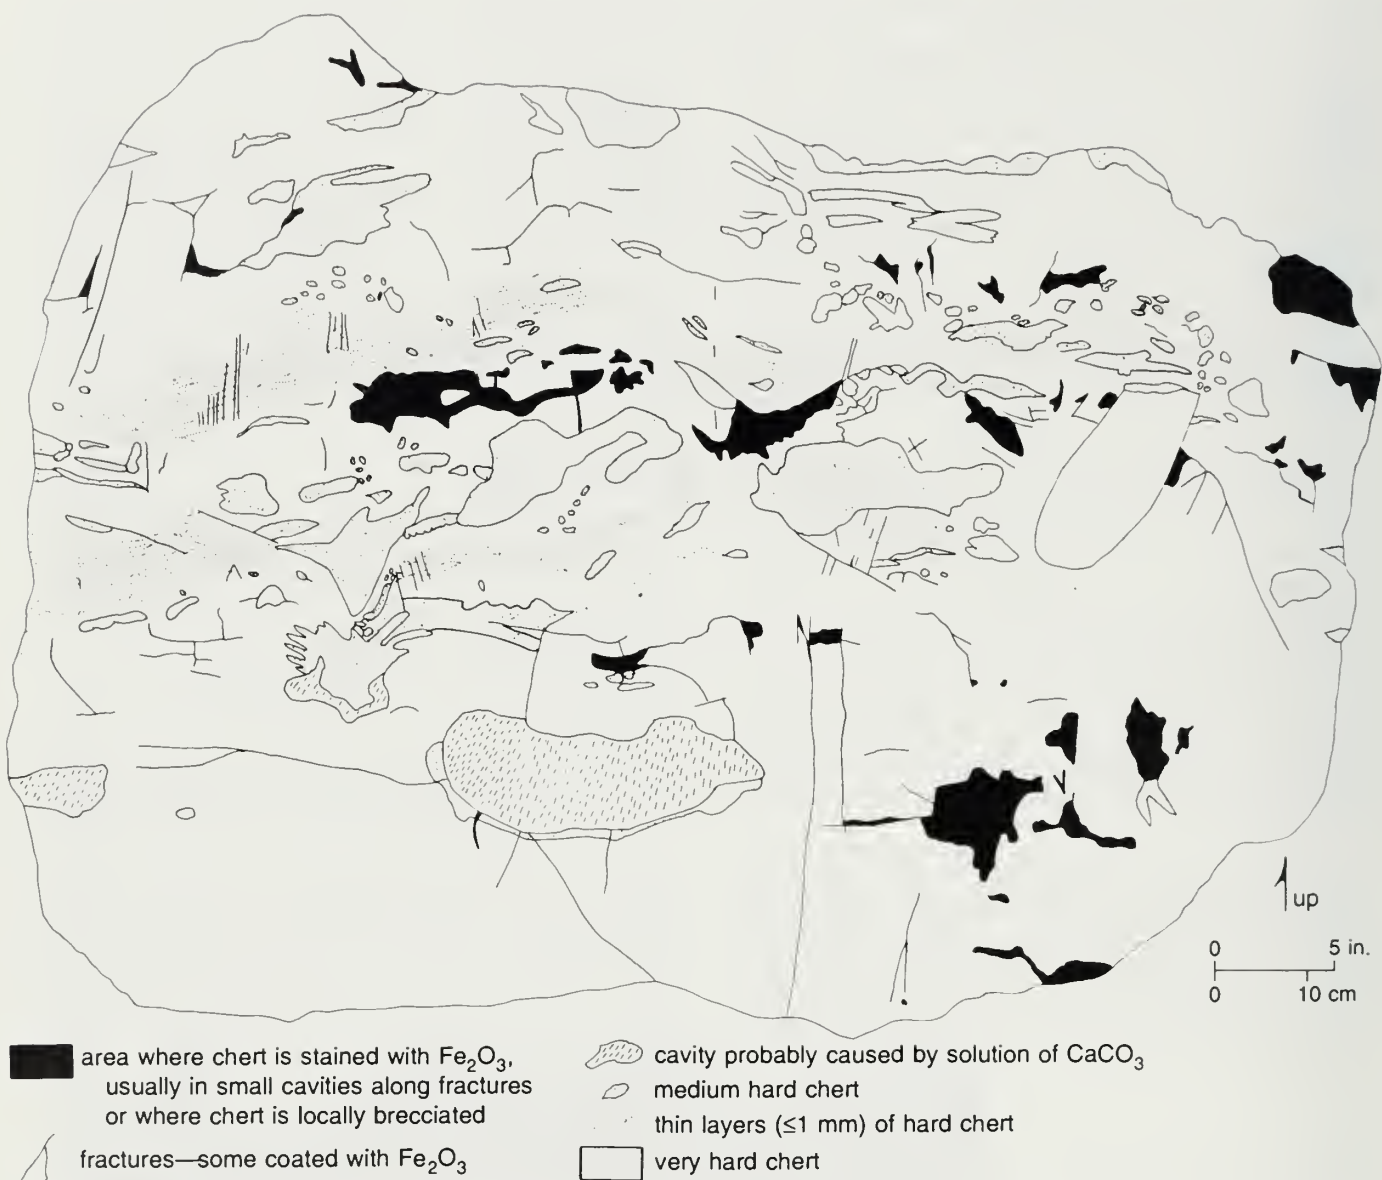 up
0 5 in.
0 10 cm
area where chert is stained with Fe₂O₃,
usually in small cavities along fractures
or where chert is locally brecciated
fractures—some coated with Fe₂O₃
cavity probably caused by solution of CaCO₃
medium hard chert
thin layers (≤1 mm) of hard chert
very hard chert